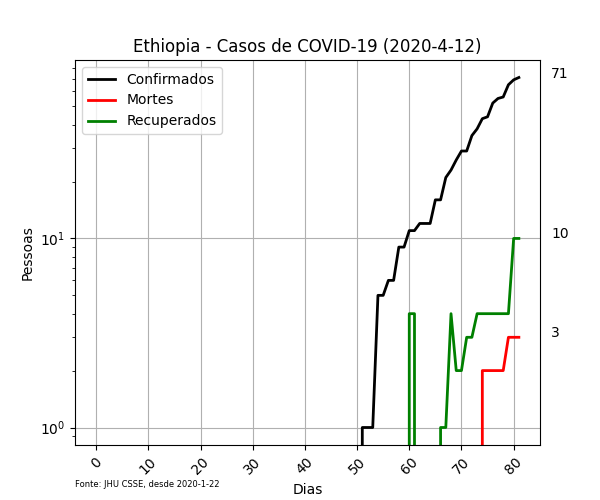 Ethiopia - Casos de COVID-19 (2020-4-12)
Confirmados
Mortes
Recuperados
71
10
3
10¹
10⁰
Pessoas
0 10 20 30 40 50 60 70 80
Dias
Fonte: JHU CSSE, desde 2020-1-22